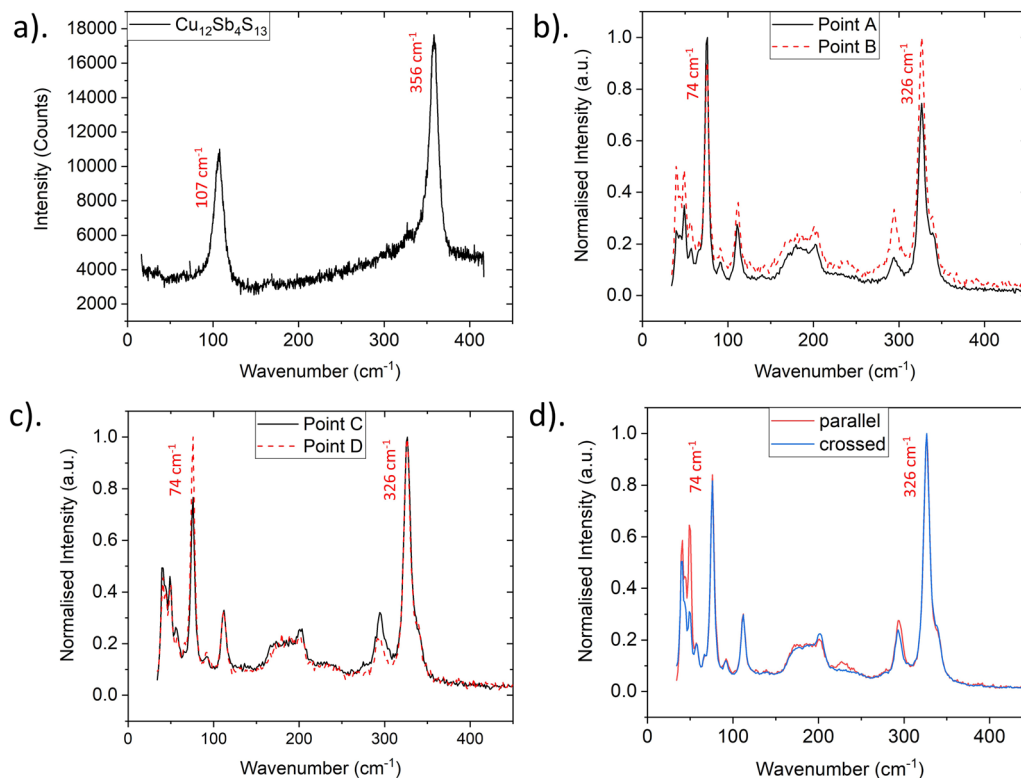 a).
Cu₁₂Sb₄S₁₃
107 cm⁻¹
356 cm⁻¹
18000
16000
14000
12000
10000
8000
6000
4000
2000
Intensity (Counts)
0
100
200
300
400
Wavenumber (cm⁻¹)
b).
Point A
Point B
74 cm⁻¹
326 cm⁻¹
1.0
0.8
0.6
0.4
0.2
0.0
Normalised Intensity (a.u.)
0
100
200
300
400
Wavenumber (cm⁻¹)
c).
Point C
Point D
74 cm⁻¹
326 cm⁻¹
1.0
0.8
0.6
0.4
0.2
0.0
Normalised Intensity (a.u.)
0
100
200
300
400
Wavenumber (cm⁻¹)
d).
parallel
crossed
74 cm⁻¹
326 cm⁻¹
1.0
0.8
0.6
0.4
0.2
0.0
Normalised Intensity (a.u.)
0
100
200
300
400
Wavenumber (cm⁻¹)